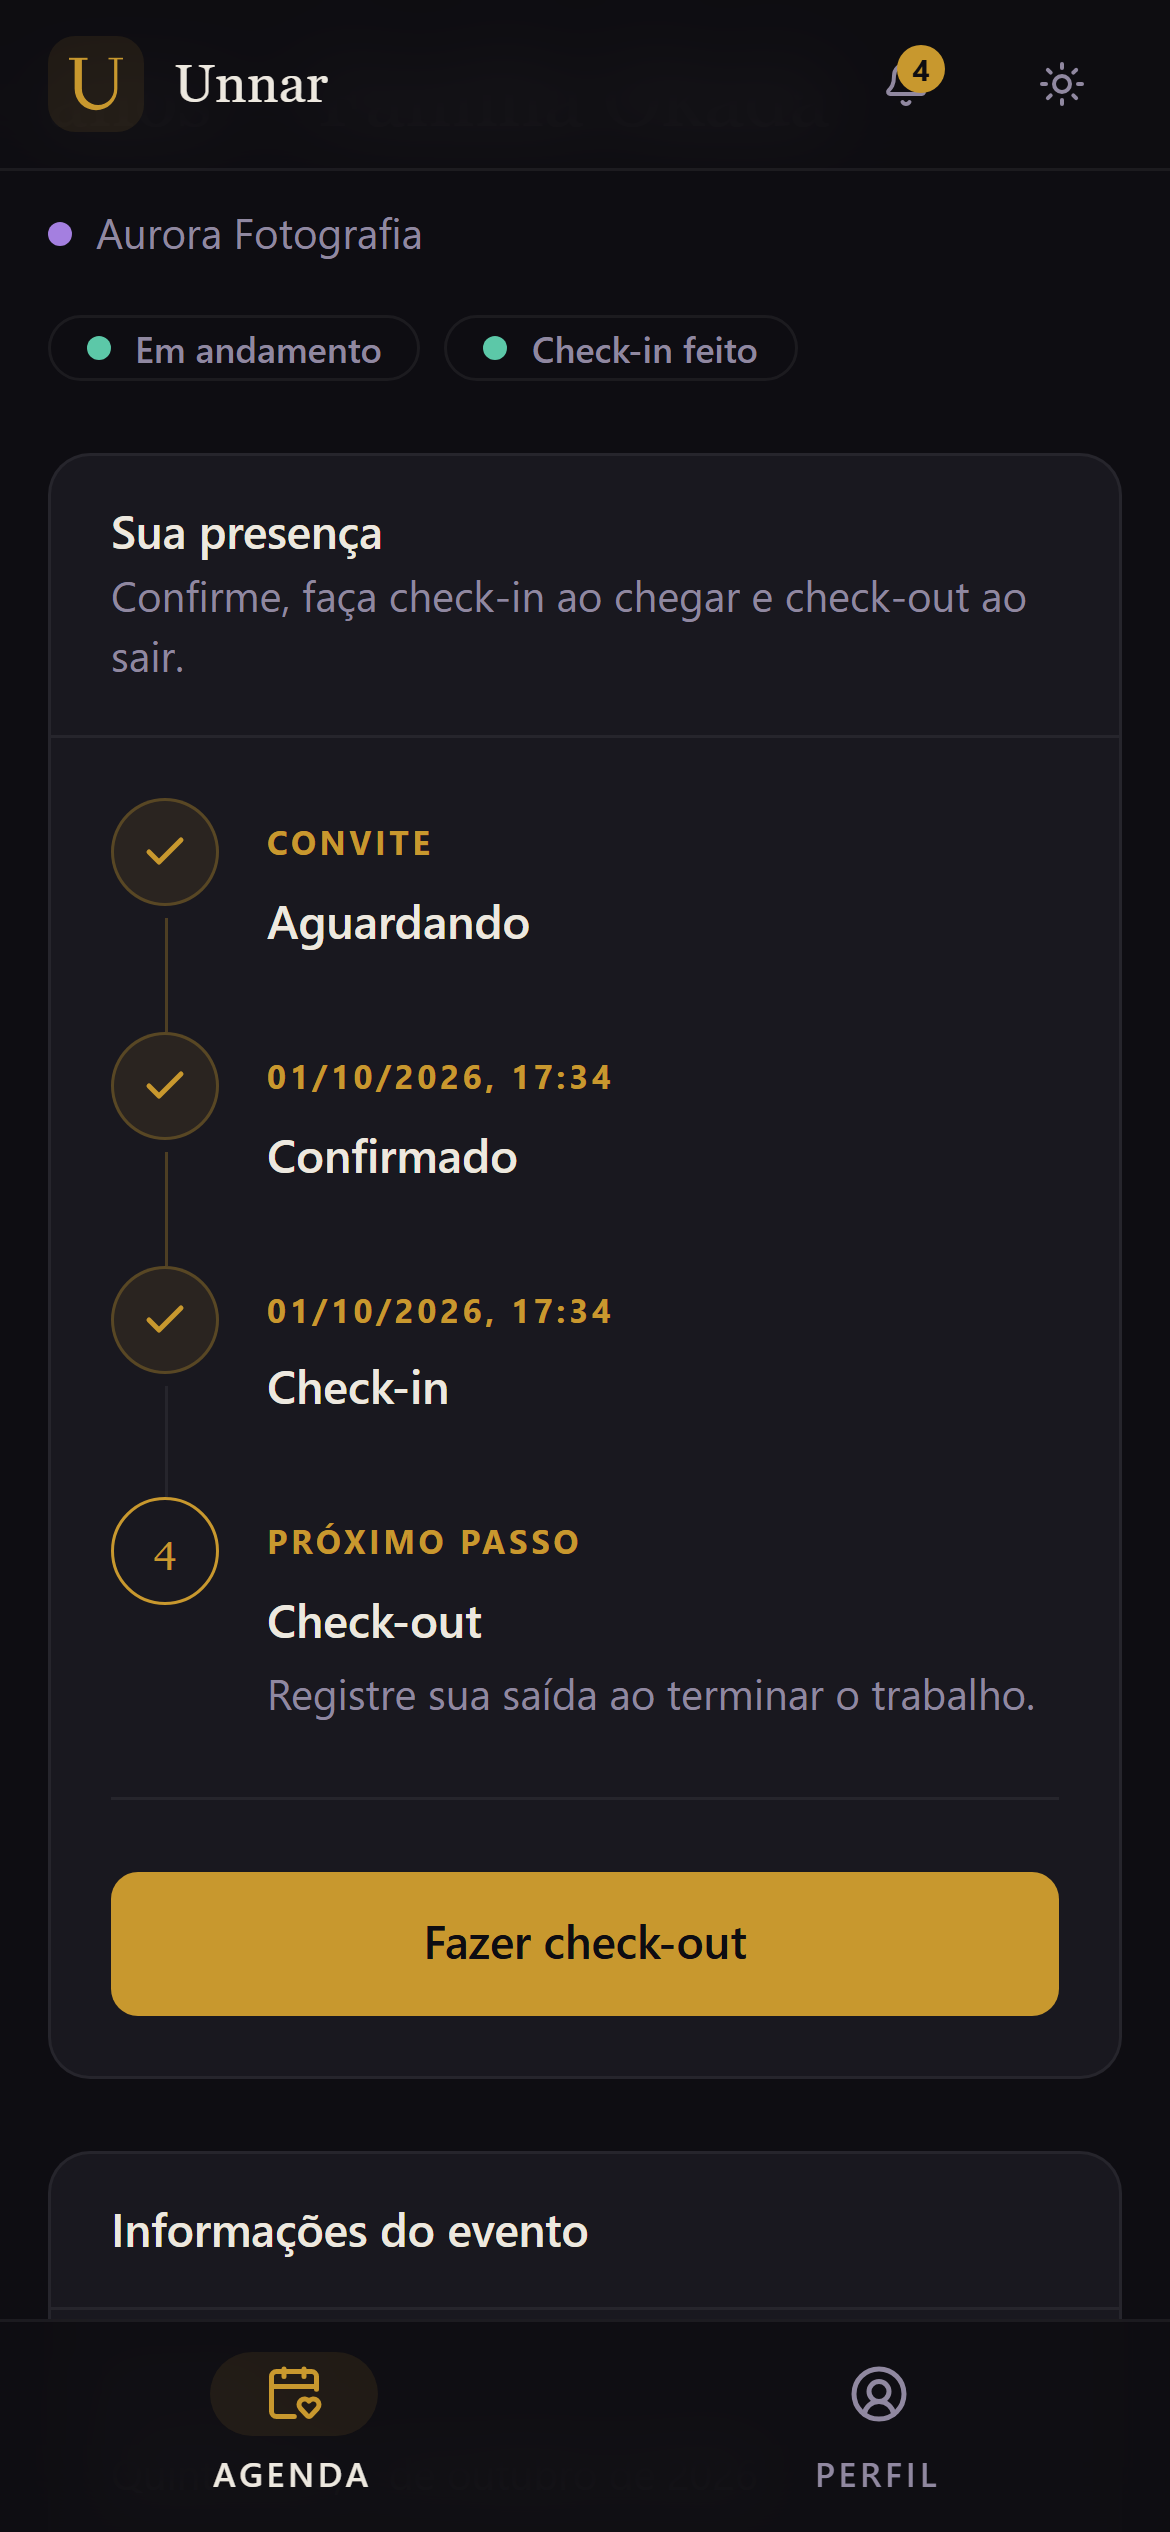 U Unnar
4
Aurora Fotografia
Em andamento
Check-in feito
Sua presença
Confirme, faça check-in ao chegar e check-out ao
sair.
CONVITE
Aguardando
01/10/2026, 17:34
Confirmado
01/10/2026, 17:34
Check-in
4
PRÓXIMO PASSO
Check-out
Registre sua saída ao terminar o trabalho.
Fazer check-out
Informações do evento
AGENDA
PERFIL